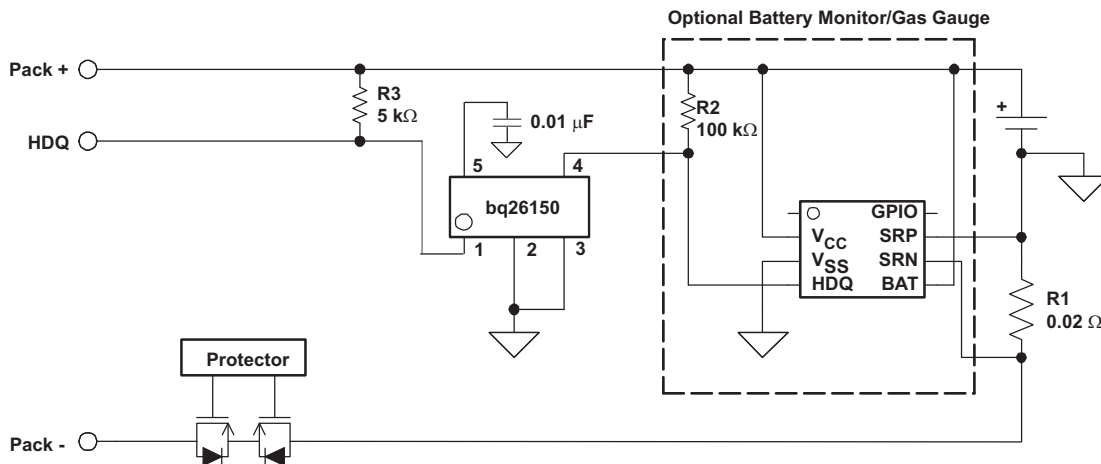 Optional Battery Monitor/Gas Gauge
Pack +
R3
5 kΩ
HDQ
0.01 μF
5
4
bq26150
1
2
3
R2
100 kΩ
+
GPIO
VCC
SRP
VSS
SRN
HDQ
BAT
R1
0.02 Ω
Protector
Pack -